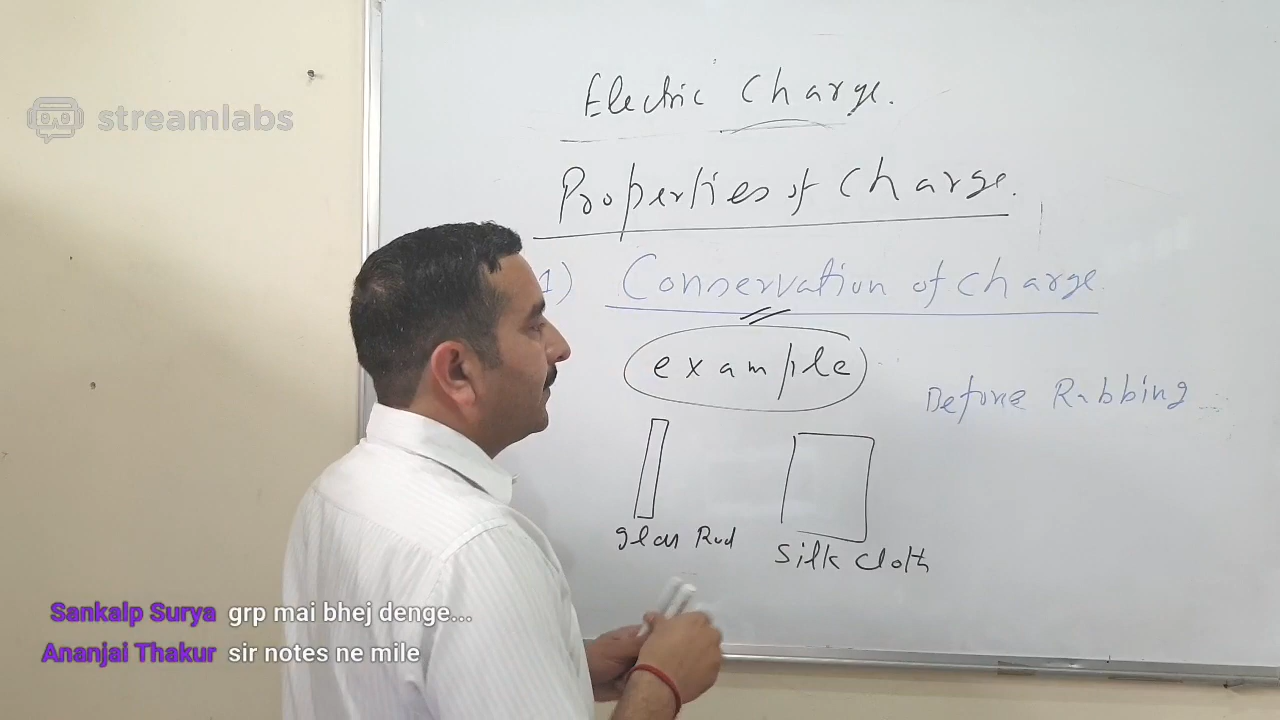 streamlabs
Electric Charge.
Properties of Charge.
1) Conservation of Charge.
example
Before Rubbing
glass Rod
Silk Cloth
Sankalp Surya grp mai bhej denge...
Ananjai Thakur sir notes ne mile